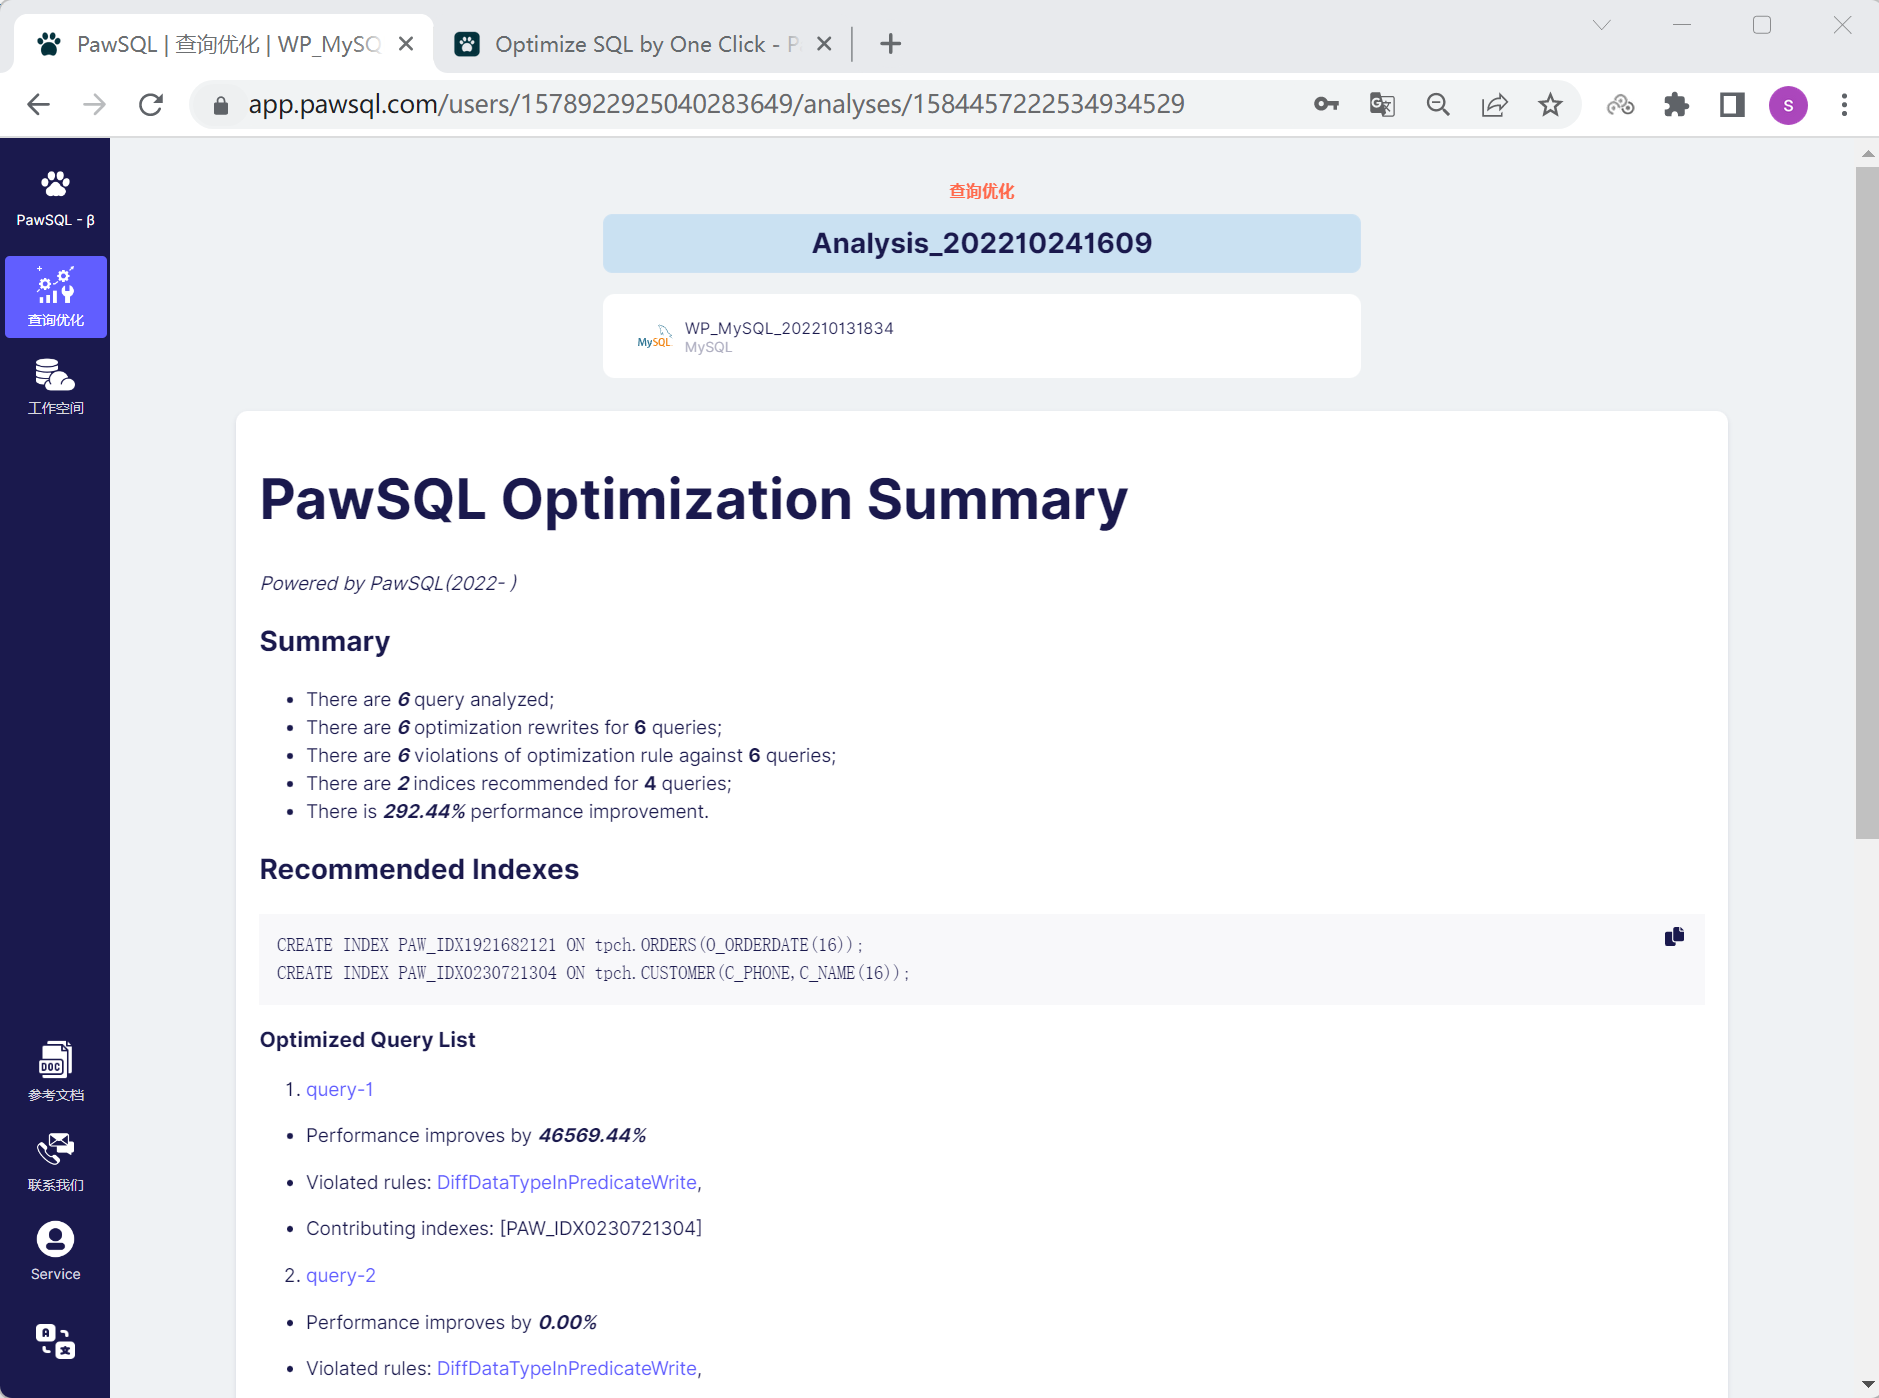 PawSQL | 查询优化 | WP_MySQ
Optimize SQL by One Click - P
app.pawsql.com/users/1578922925040283649/analyses/1584457222534934529
S
PawSQL - β
查询优化
工作空间
DOC
参考文档
联系我们
Service
A
查询优化
Analysis_202210241609
MySQL
WP_MySQL_202210131834
MySQL
PawSQL Optimization Summary
Powered by PawSQL(2022- )
Summary
• There are 6 query analyzed;
• There are 6 optimization rewrites for 6 queries;
• There are 6 violations of optimization rule against 6 queries;
• There are 2 indices recommended for 4 queries;
• There is 292.44% performance improvement.
Recommended Indexes
CREATE INDEX PAW_IDX1921682121 ON tpch.ORDERS(O_ORDERDATE(16));
CREATE INDEX PAW_IDX0230721304 ON tpch.CUSTOMER(C_PHONE,C_NAME(16));
Optimized Query List
1. query-1
• Performance improves by 46569.44%
• Violated rules: DiffDataTypeInPredicateWrite,
• Contributing indexes: [PAW_IDX0230721304]
2. query-2
• Performance improves by 0.00%
• Violated rules: DiffDataTypeInPredicateWrite,